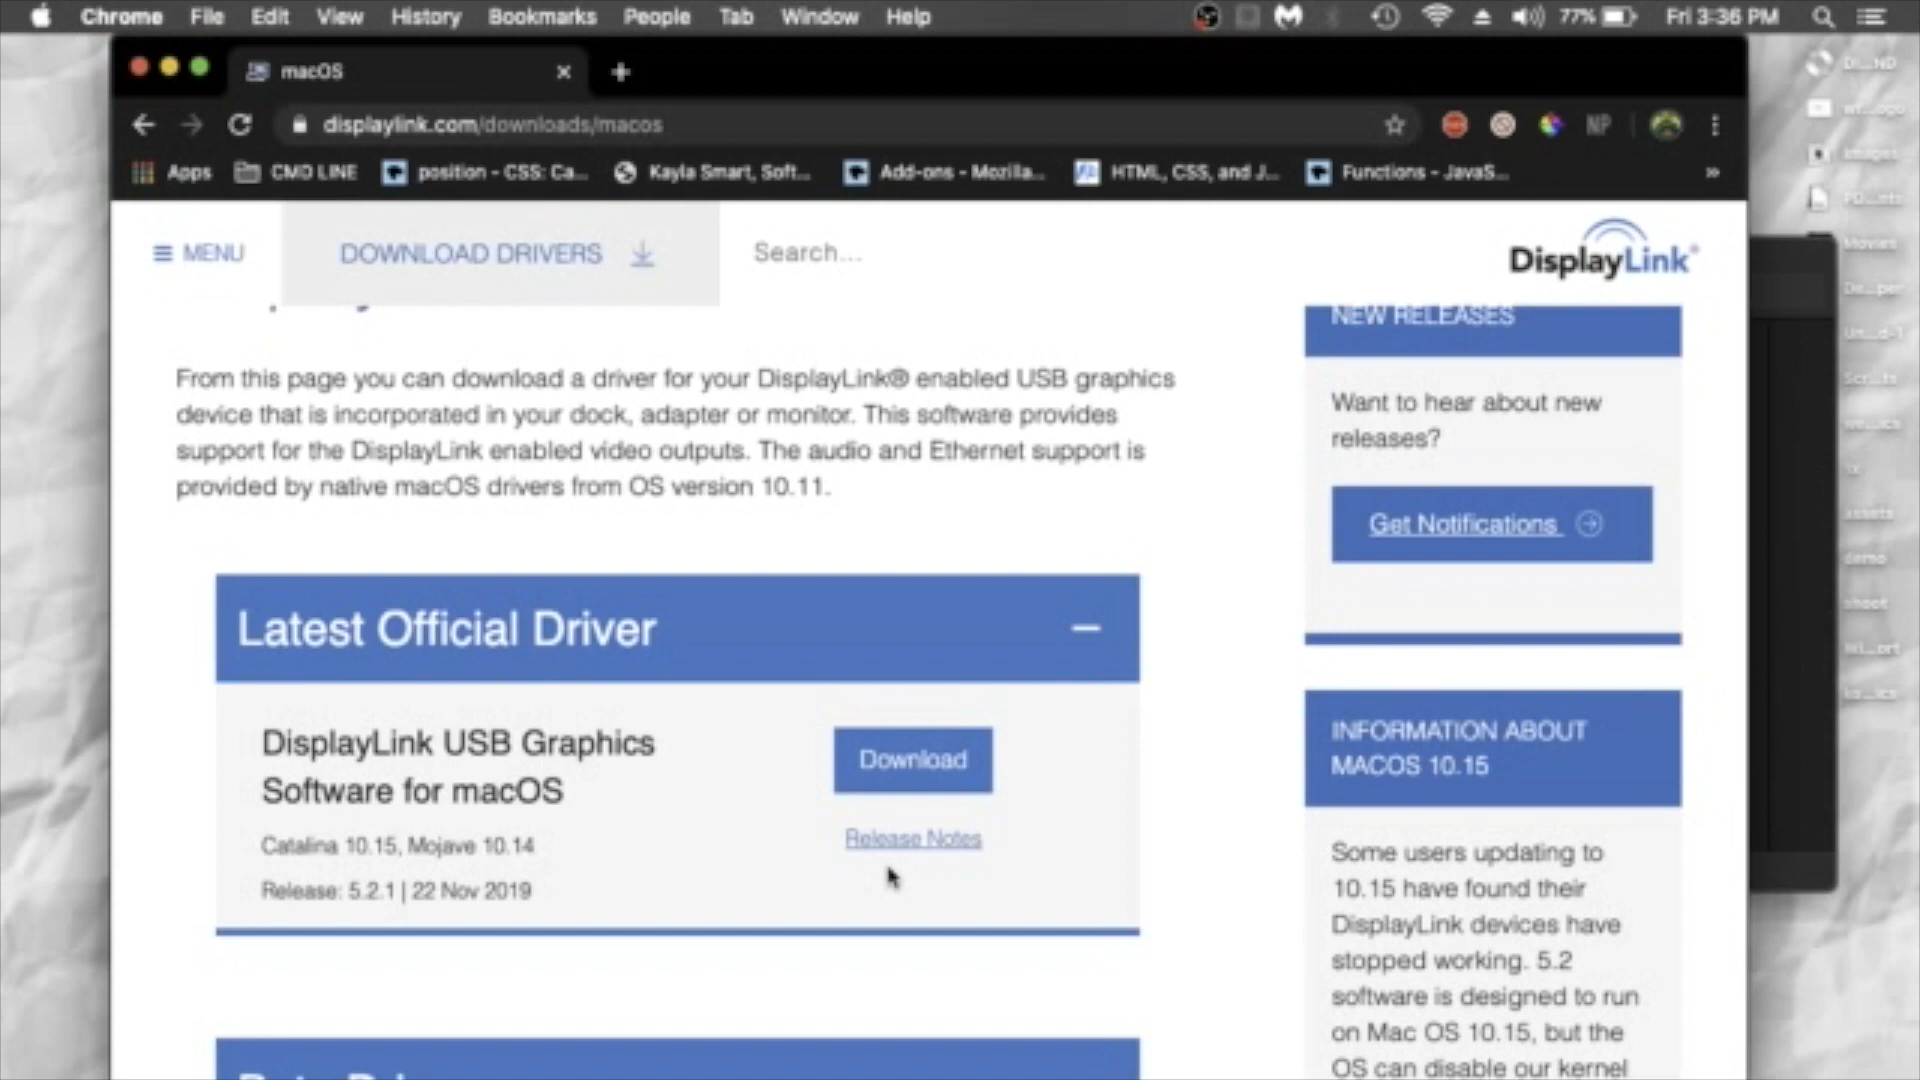 Chrome File Edit View History Bookmarks People Tab Window Help 77% Fri 3:36 PM
macOS
displaylink.com/downloads/macos
NP
Apps CMD LINE position - CSS: Ca... Kayla Smart, Soft... Add-ons - Mozilla... HTML, CSS, and J... Functions - JavaS...
MENU DOWNLOAD DRIVERS Search... DisplayLink®
From this page you can download a driver for your DisplayLink® enabled USB graphics
device that is incorporated in your dock, adapter or monitor. This software provides
support for the DisplayLink enabled video outputs. The audio and Ethernet support is
provided by native macOS drivers from OS version 10.11.
Latest Official Driver
DisplayLink USB Graphics
Software for macOS
Catalina 10.15, Mojave 10.14
Release: 5.2.1 | 22 Nov 2019
Download
Release Notes
NEW RELEASES
Want to hear about new
releases?
Get Notifications
INFORMATION ABOUT
MACOS 10.15
Some users updating to
10.15 have found their
DisplayLink devices have
stopped working. 5.2
software is designed to run
on Mac OS 10.15, but the
OS can disable our kernel
images
Movies
assets
demo
shoot